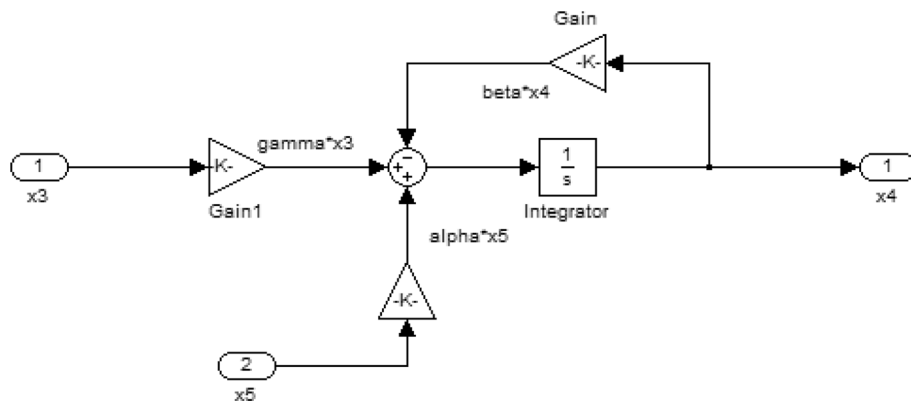 Gain
-K-
beta*x4
gamma*x3
1
x3
-K-
Gain1
−
+
+
1
s
Integrator
1
x4
alpha*x5
-K-
2
x5